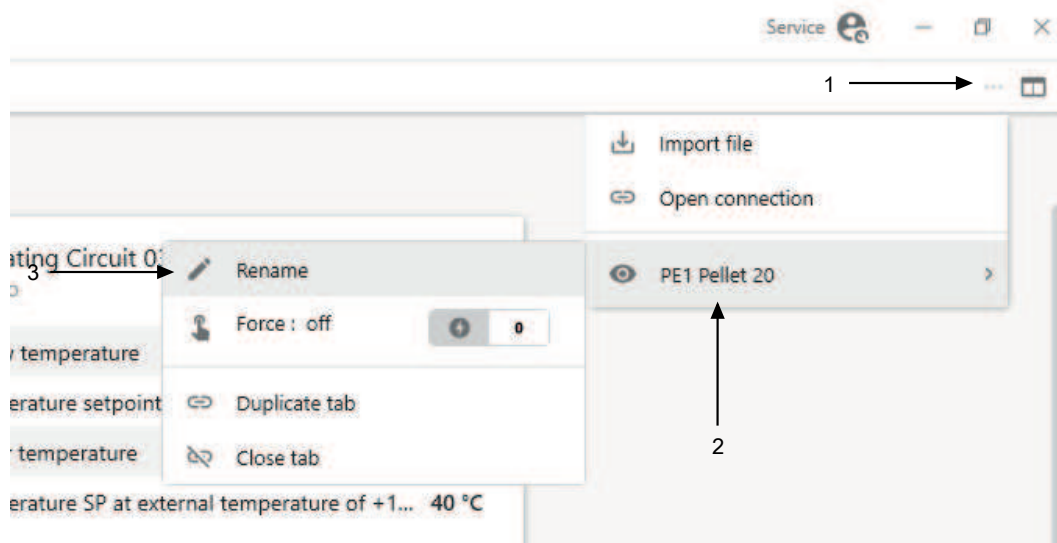 Service
1
Import file
Open connection
PE1 Pellet 20
2
ating Circuit 0
3
Rename
Force : off
0
Duplicate tab
Close tab
temperature
erature setpoint
temperature
erature SP at external temperature of +1... 40 °C